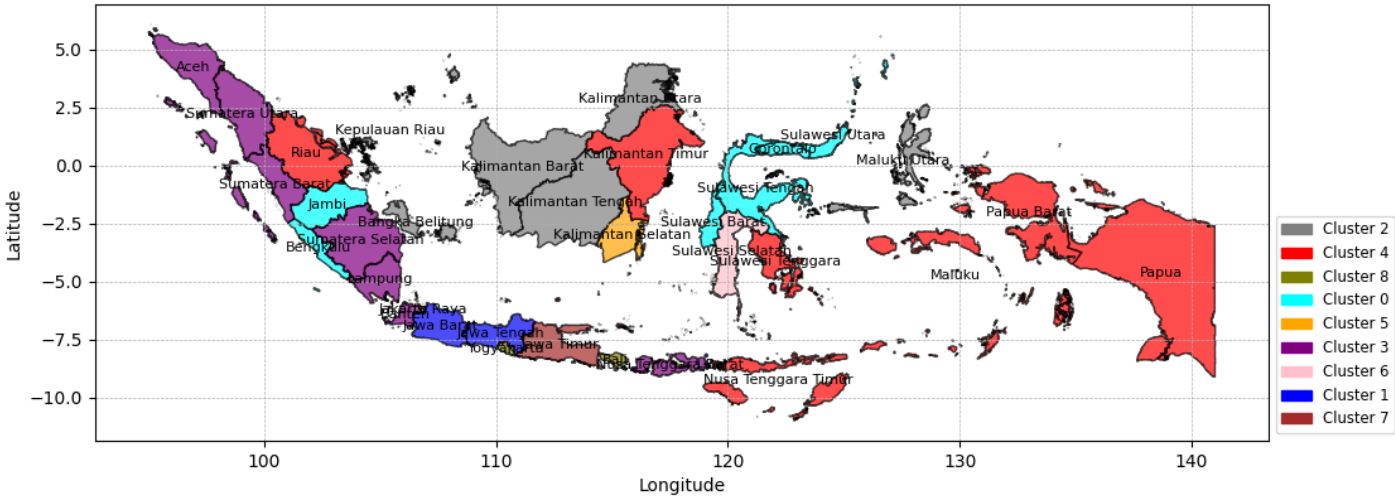 5.0
2.5
0.0
−2.5
−5.0
−7.5
−10.0
Latitude
100
110
120
130
140
Longitude
Aceh
Sumatera Utara
Kepulauan Riau
Riau
Sumatera Barat
Jambi
Bangka Belitung
Sumatera Selatan
Bengkulu
Lampung
Jakarta Raya
Banten
Jawa Barat
Jawa Tengah
Yogyakarta
Jawa Timur
Bali
Nusa Tenggara Barat
Nusa Tenggara Timur
Kalimantan Utara
Kalimantan Timur
Kalimantan Barat
Kalimantan Tengah
Kalimantan Selatan
Sulawesi Utara
Gorontalo
Sulawesi Tengah
Sulawesi Barat
Sulawesi Selatan
Sulawesi Tenggara
Maluku Utara
Maluku
Papua Barat
Papua
Cluster 2
Cluster 4
Cluster 8
Cluster 0
Cluster 5
Cluster 3
Cluster 6
Cluster 1
Cluster 7